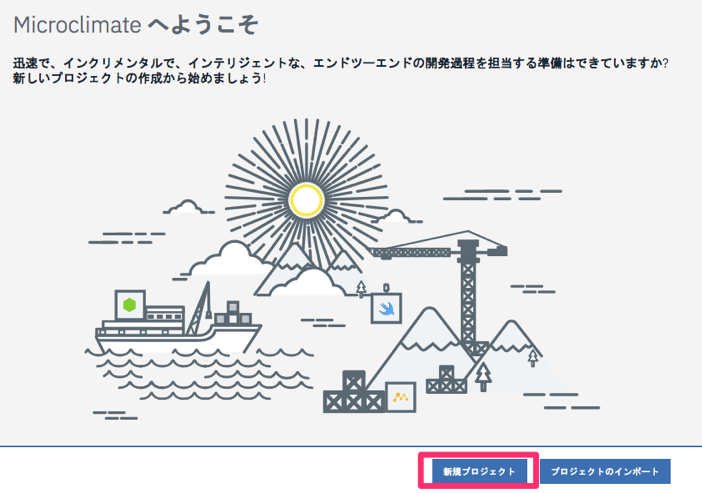 Microclimate へようこそ
迅速で、インクリメンタルで、インテリジェントな、エンドツーエンドの開発過程を担当する準備はできていますか?
新しいプロジェクトの作成から始めましょう!
新規プロジェクト
プロジェクトのインポート